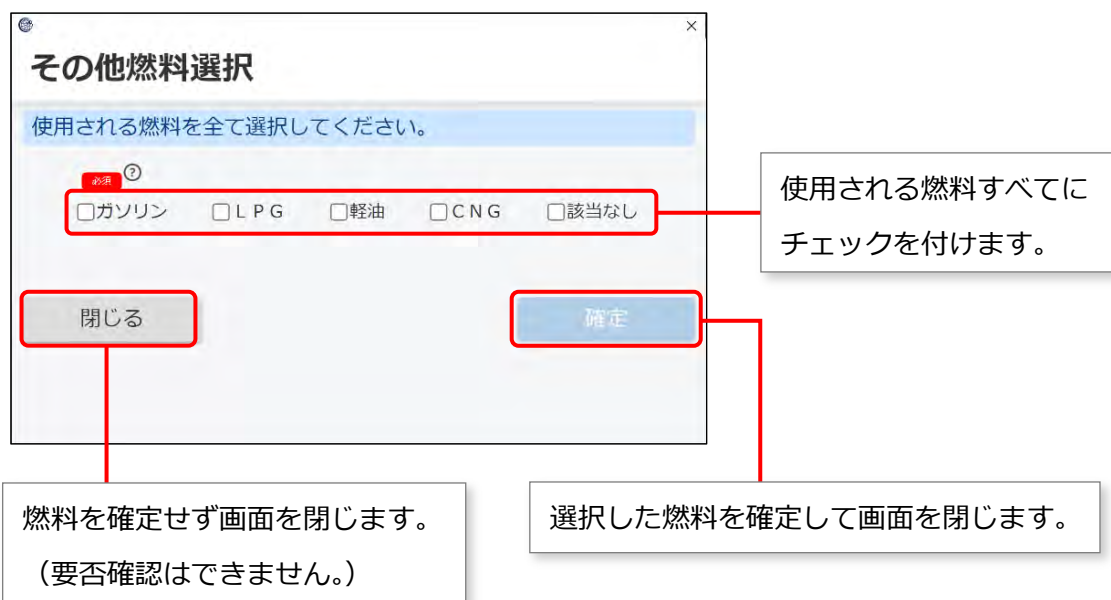 その他燃料選択
使用される燃料を全て選択してください。
必須 ?
ガソリン LPG 軽油 CNG 該当なし
使用される燃料すべてに
チェックを付けます。
閉じる
確定
燃料を確定せず画面を閉じます。
(要否確認はできません。)
選択した燃料を確定して画面を閉じます。